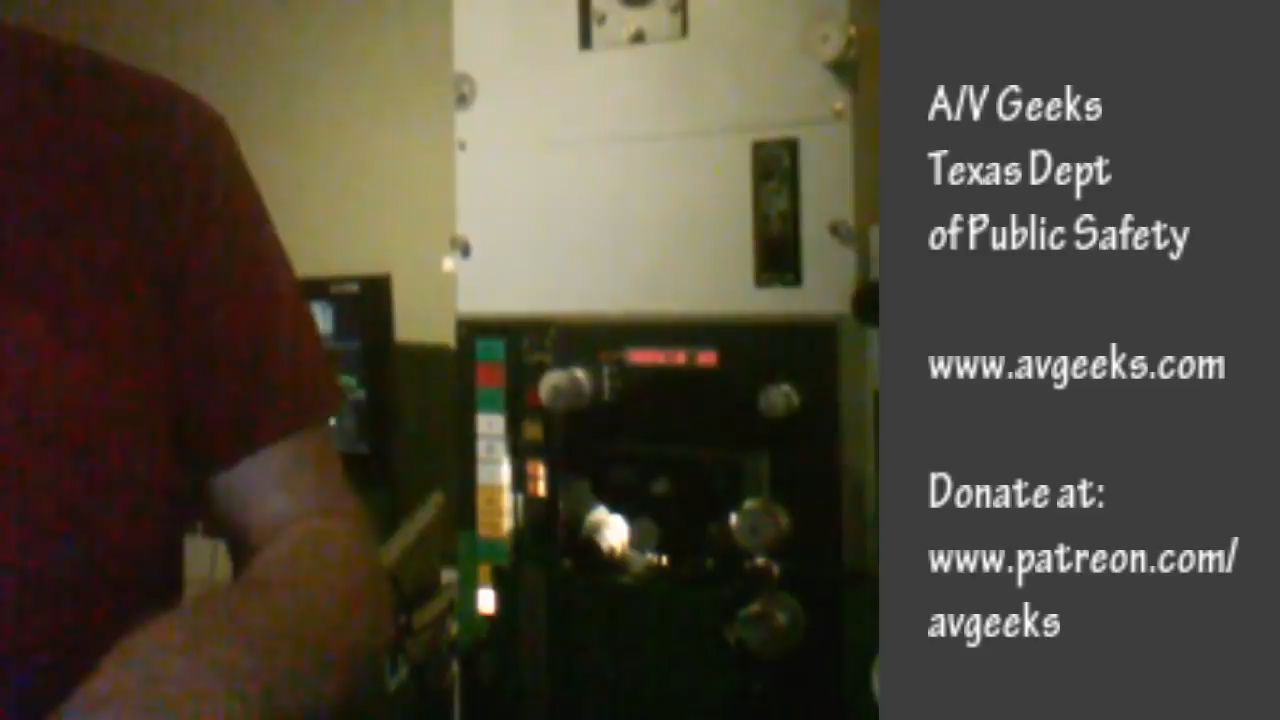 A/V Geeks
Texas Dept
of Public Safety
www.avgeeks.com
Donate at:
www.patreon.com/
avgeeks